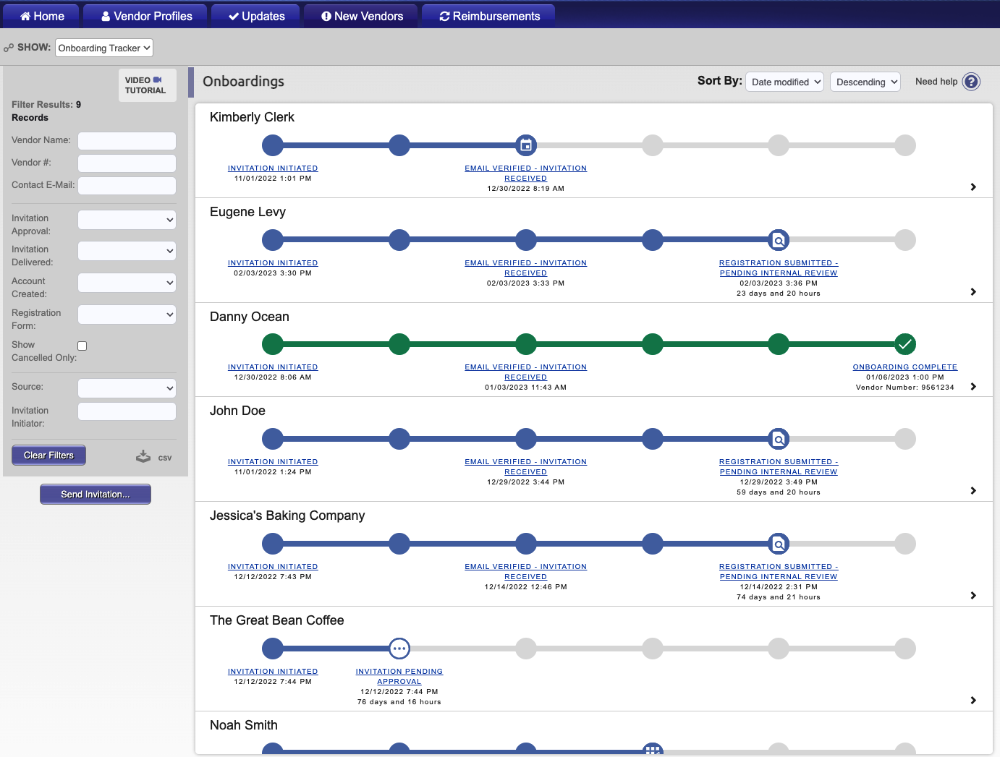 Home
Vendor Profiles
Updates
New Vendors
Reimbursements
SHOW:
Onboarding Tracker
VIDEO
TUTORIAL
Filter Results: 9
Records
Vendor Name:
Vendor #:
Contact E-Mail:
Invitation
Approval:
Invitation
Delivered:
Account
Created:
Registration
Form:
Show
Cancelled Only:
Source:
Invitation
Initiator:
Clear Filters
csv
Send Invitation...
Onboardings
Sort By:
Date modified
Descending
Need help
?
Kimberly Clerk
INVITATION INITIATED
11/01/2022 1:01 PM
EMAIL VERIFIED - INVITATION
RECEIVED
12/30/2022 8:19 AM
Eugene Levy
INVITATION INITIATED
02/03/2023 3:30 PM
EMAIL VERIFIED - INVITATION
RECEIVED
02/03/2023 3:33 PM
REGISTRATION SUBMITTED -
PENDING INTERNAL REVIEW
02/03/2023 3:36 PM
23 days and 20 hours
Danny Ocean
INVITATION INITIATED
12/30/2022 8:06 AM
EMAIL VERIFIED - INVITATION
RECEIVED
01/03/2023 11:43 AM
ONBOARDING COMPLETE
01/06/2023 1:00 PM
Vendor Number: 9561234
John Doe
INVITATION INITIATED
11/01/2022 1:24 PM
EMAIL VERIFIED - INVITATION
RECEIVED
12/29/2022 3:44 PM
REGISTRATION SUBMITTED -
PENDING INTERNAL REVIEW
12/29/2022 3:49 PM
59 days and 20 hours
Jessica's Baking Company
INVITATION INITIATED
12/12/2022 7:43 PM
EMAIL VERIFIED - INVITATION
RECEIVED
12/14/2022 12:46 PM
REGISTRATION SUBMITTED -
PENDING INTERNAL REVIEW
12/14/2022 2:31 PM
74 days and 21 hours
The Great Bean Coffee
INVITATION INITIATED
12/12/2022 7:44 PM
INVITATION PENDING
APPROVAL
12/12/2022 7:44 PM
76 days and 16 hours
Noah Smith